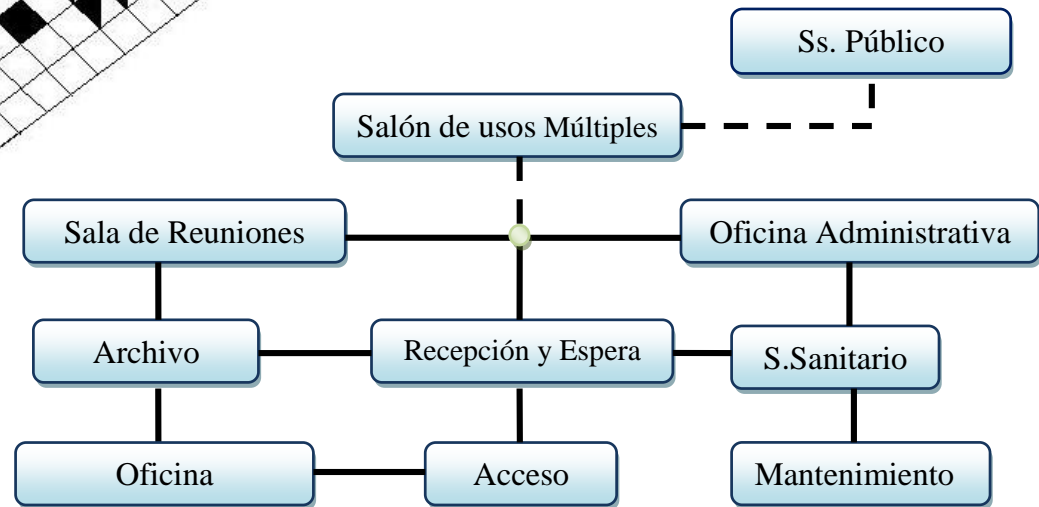 Ss. Público
Salón de usos Múltiples
Sala de Reuniones
Oficina Administrativa
Archivo
Recepción y Espera
S.Sanitario
Oficina
Acceso
Mantenimiento